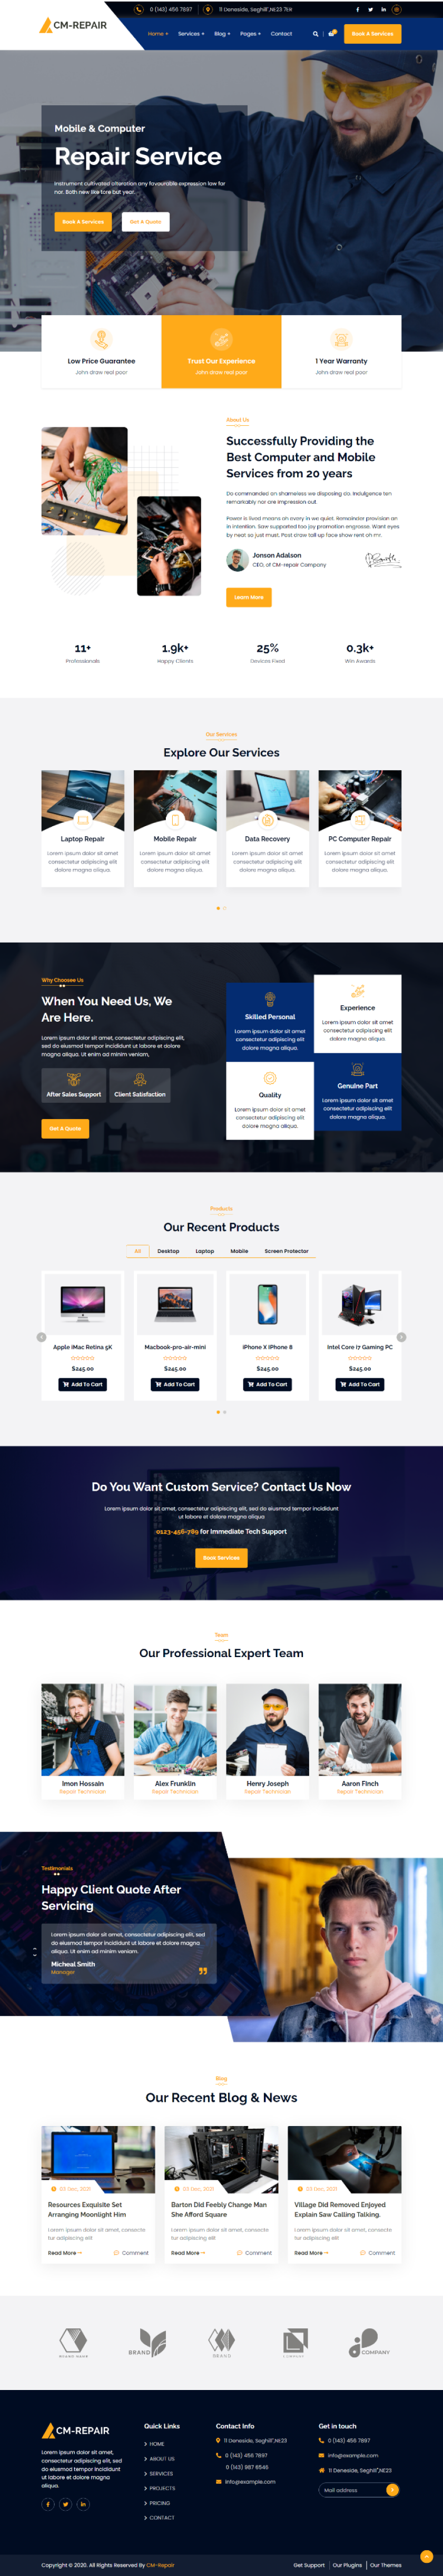 CM-REPAIR
0 (143) 456 7897
11 Deneside, Seghill",NE23 7ER
Home +
Services +
Blog +
Pages +
Contact
Book A Services
Mobile & Computer
Repair Service
Instrument cultivated alteration any favourable expression law far
nor. Both new like tore but year.
Book A Services
Get A Quote
Low Price Guarantee
John draw real poor
Trust Our Experience
John draw real poor
1 Year Warranty
John draw real poor
About Us
Successfully Providing the
Best Computer and Mobile
Services from 20 years
Do commanded an shameless we disposing do. Indulgence ten
remarkably nor are impression out.
Power is lived means oh every in we quiet. Remainder provision an
in intention. Saw supported too joy promotion engrossed. Want eyes
by neat so just must. Past draw tall up face show rent oh mr.
Jonson Adalson
CEO, of CM-repair Company
Learn More
11+
Professionals
1.9k+
Happy Clients
25%
Devices Fixed
0.3k+
Win Awards
Our Services
Explore Our Services
Laptop Repair
Lorem ipsum dolor sit amet
consectetur adipiscing elit
dolore magna aliqua.
Mobile Repair
Lorem ipsum dolor sit amet
consectetur adipiscing elit
dolore magna aliqua.
Data Recovery
Lorem ipsum dolor sit amet
consectetur adipiscing elit
dolore magna aliqua.
PC Computer Repair
Lorem ipsum dolor sit amet
consectetur adipiscing elit
dolore magna aliqua.
Why Choosee Us
When You Need Us, We
Are Here.
Lorem ipsum dolor sit amet, consectetur adipiscing elit,
sed do eiusmod tempor incididunt ut labore et dolore
magna aliqua. Ut enim ad minim veniam,
After Sales Support
Client Satisfaction
Get A Quote
Skilled Personal
Lorem ipsum dolor sit amet
consectetur adipiscing elit
dolore magna aliqua.
Experience
Lorem ipsum dolor sit amet
consectetur adipiscing elit
dolore magna aliqua.
Quality
Lorem ipsum dolor sit amet
consectetur adipiscing elit
dolore magna aliqua.
Genuine Part
Lorem ipsum dolor sit amet
consectetur adipiscing elit
dolore magna aliqua.
Products
Our Recent Products
All
Desktop
Laptop
Mobile
Screen Protector
Apple iMac Retina 5K
$245.00
Add To Cart
Macbook-pro-air-mini
$245.00
Add To Cart
iPhone X iPhone 8
$245.00
Add To Cart
Intel Core i7 Gaming PC
$245.00
Add To Cart
Do You Want Custom Service? Contact Us Now
Lorem ipsum dolor sit amet, consectetur adipiscing elit, sed do eiusmod tempor incididunt
ut labore et dolore magna aliqua
0123-456-789 for Immediate Tech Support
Book Services
Team
Our Professional Expert Team
Imon Hossain
Repair Technician
Alex Frunklin
Repair Technician
Henry Joseph
Repair Technician
Aaron Finch
Repair Technician
Testimonials
Happy Client Quote After
Servicing
Lorem ipsum dolor sit amet, consectetur adipiscing elit, sed
do eiusmod tempor incididunt ut labore et dolore magna
aliqua. Ut enim ad minim veniam.
Micheal Smith
Manager
Blog
Our Recent Blog & News
03 Dec, 2021
Resources Exquisite Set
Arranging Moonlight Him
Lorem ipsum dolor sit amet, consecte
tur adipiscing elit
Read More
Comment
03 Dec, 2021
Barton Did Feebly Change Man
She Afford Square
Lorem ipsum dolor sit amet, consecte
tur adipiscing elit
Read More
Comment
03 Dec, 2021
Village Did Removed Enjoyed
Explain Saw Calling Talking.
Lorem ipsum dolor sit amet, consectetc
tur adipiscing elit
Read More
Comment
BRAND NAME
BRAND
BRAND
COMPANY
COMPANY
CM-REPAIR
Lorem ipsum dolor sit amet,
consectetur adipiscing elit, sed
do eiusmod tempor incididunt
ut labore et dolore magna
aliqua.
Quick Links
HOME
ABOUT US
SERVICES
PROJECTS
PRICING
CONTACT
Contact Info
11 Deneside, Seghill",NE23
0 (143) 456 7897
0 (143) 987 6546
info@example.com
Get in touch
0 (143) 456 7897
info@example.com
11 Deneside, Seghill",NE23
Mail address
Copyright © 2020. All Rights Reserved By CM-Repair
Get Support
Our Plugins
Our Themes